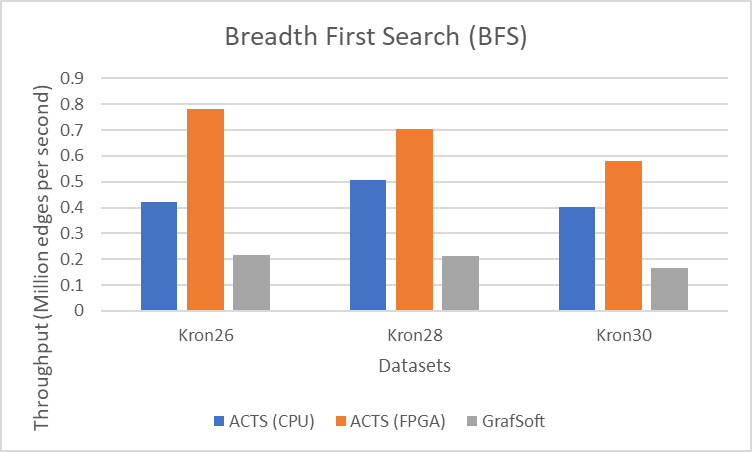 Breadth First Search (BFS)
Throughput (Million edges per second)
0.9
0.8
0.7
0.6
0.5
0.4
0.3
0.2
0.1
0
Kron26 Kron28 Kron30
Datasets
ACTS (CPU) ACTS (FPGA) GrafSoft